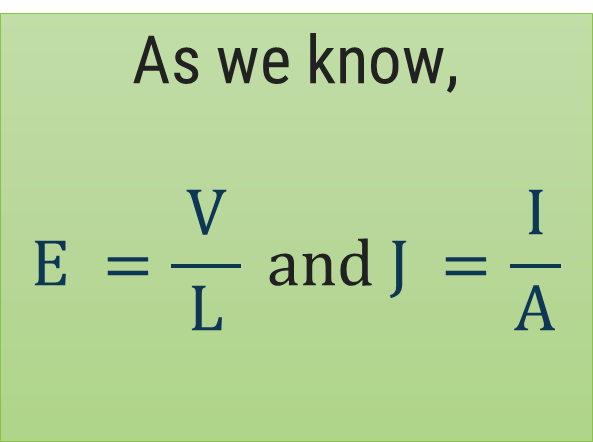 As we know,
E = V/L and J = I/A